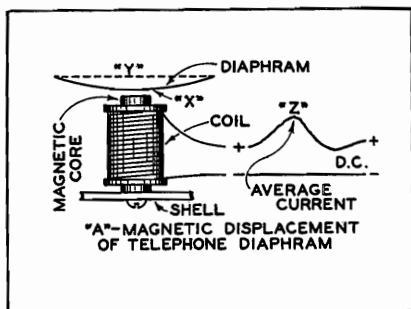 "Y"
DIAPHRAM
"X"
MAGNETIC CORE
COIL
"Z"
+
+
D.C.
AVERAGE
CURRENT
SHELL
"A"-MAGNETIC DISPLACEMENT
OF TELEPHONE DIAPHRAM